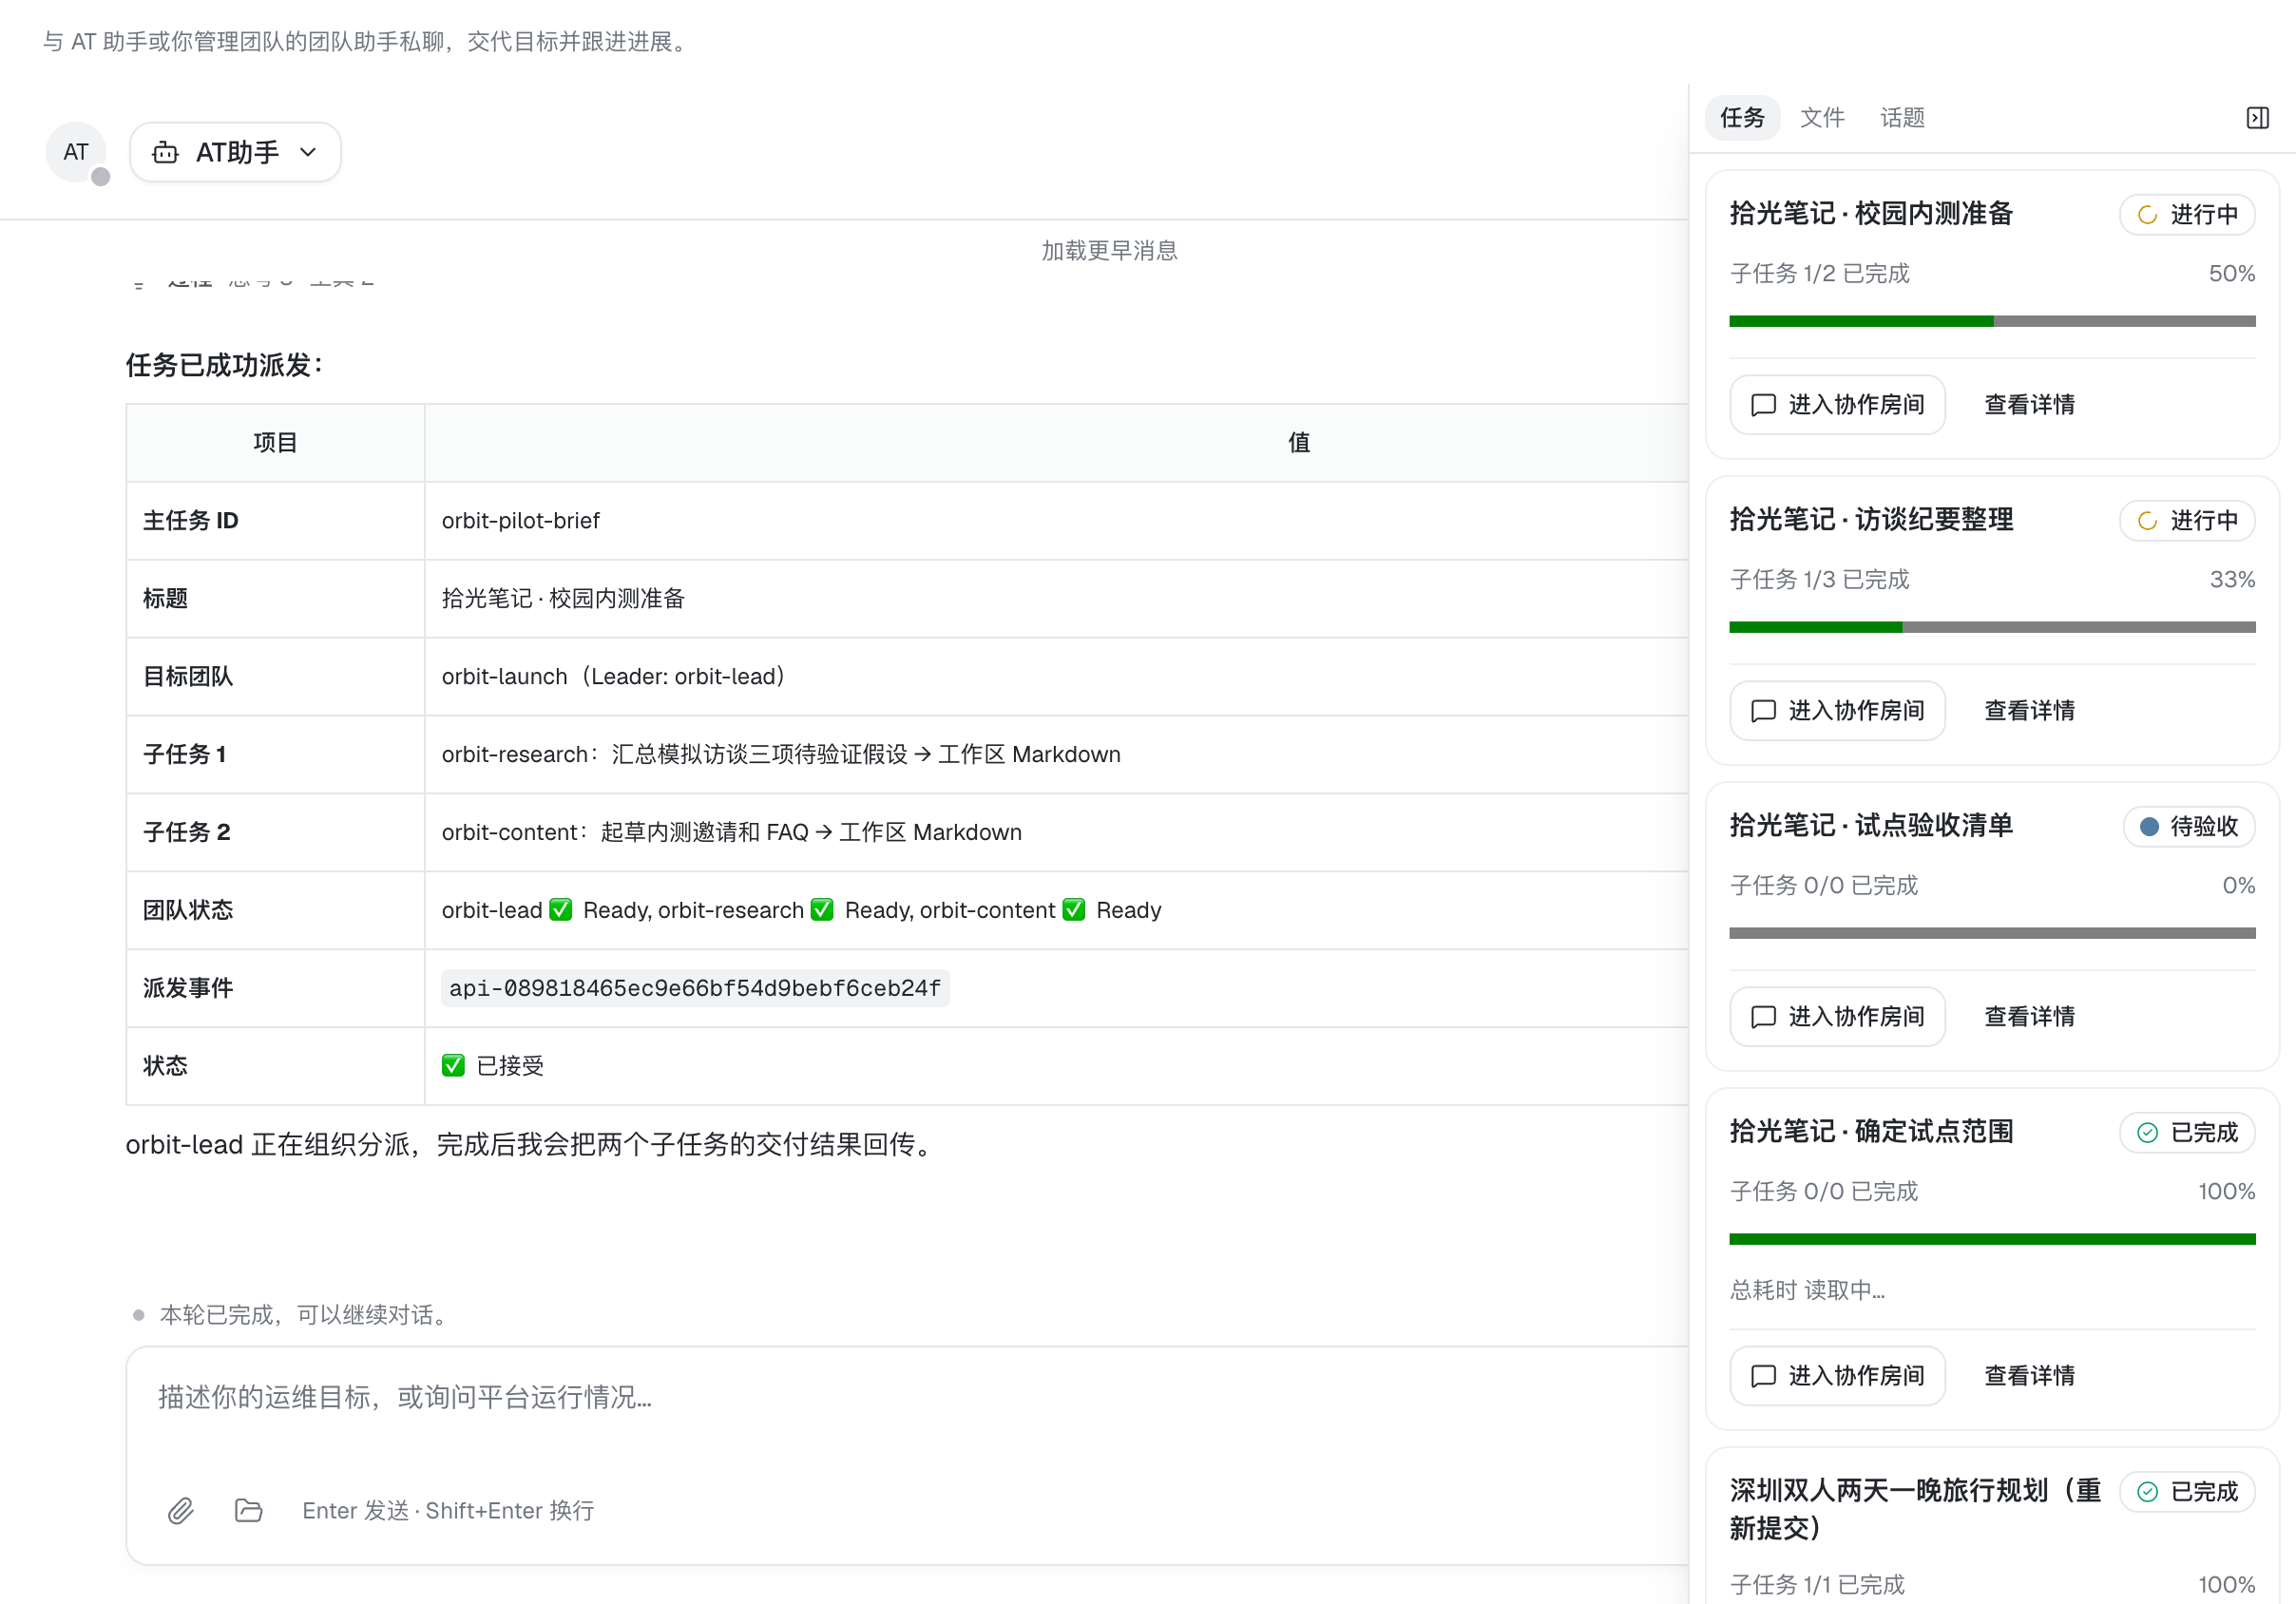 与 AT 助手或你管理团队的团队助手私聊，交代目标并跟进进展。
AT
AT助手
加载更早消息
任务已成功派发：
项目 值
主任务 ID orbit-pilot-brief
标题 拾光笔记 · 校园内测准备
目标团队 orbit-launch（Leader: orbit-lead）
子任务 1 orbit-research：汇总模拟访谈三项待验证假设 → 工作区 Markdown
子任务 2 orbit-content：起草内测邀请和 FAQ → 工作区 Markdown
团队状态 orbit-lead ✅ Ready, orbit-research ✅ Ready, orbit-content ✅ Ready
派发事件 api-089818465ec9e66bf54d9bebf6ceb24f
状态 ✅ 已接受
orbit-lead 正在组织分派，完成后我会把两个子任务的交付结果回传。
本轮已完成，可以继续对话。
描述你的运维目标，或询问平台运行情况...
Enter 发送 · Shift+Enter 换行
任务 文件 话题
拾光笔记 · 校园内测准备 进行中
子任务 1/2 已完成 50%
进入协作房间 查看详情
拾光笔记 · 访谈纪要整理 进行中
子任务 1/3 已完成 33%
进入协作房间 查看详情
拾光笔记 · 试点验收清单 待验收
子任务 0/0 已完成 0%
进入协作房间 查看详情
拾光笔记 · 确定试点范围 已完成
子任务 0/0 已完成 100%
总耗时 读取中...
进入协作房间 查看详情
深圳双人两天一晚旅行规划（重 已完成
新提交）
子任务 1/1 已完成 100%